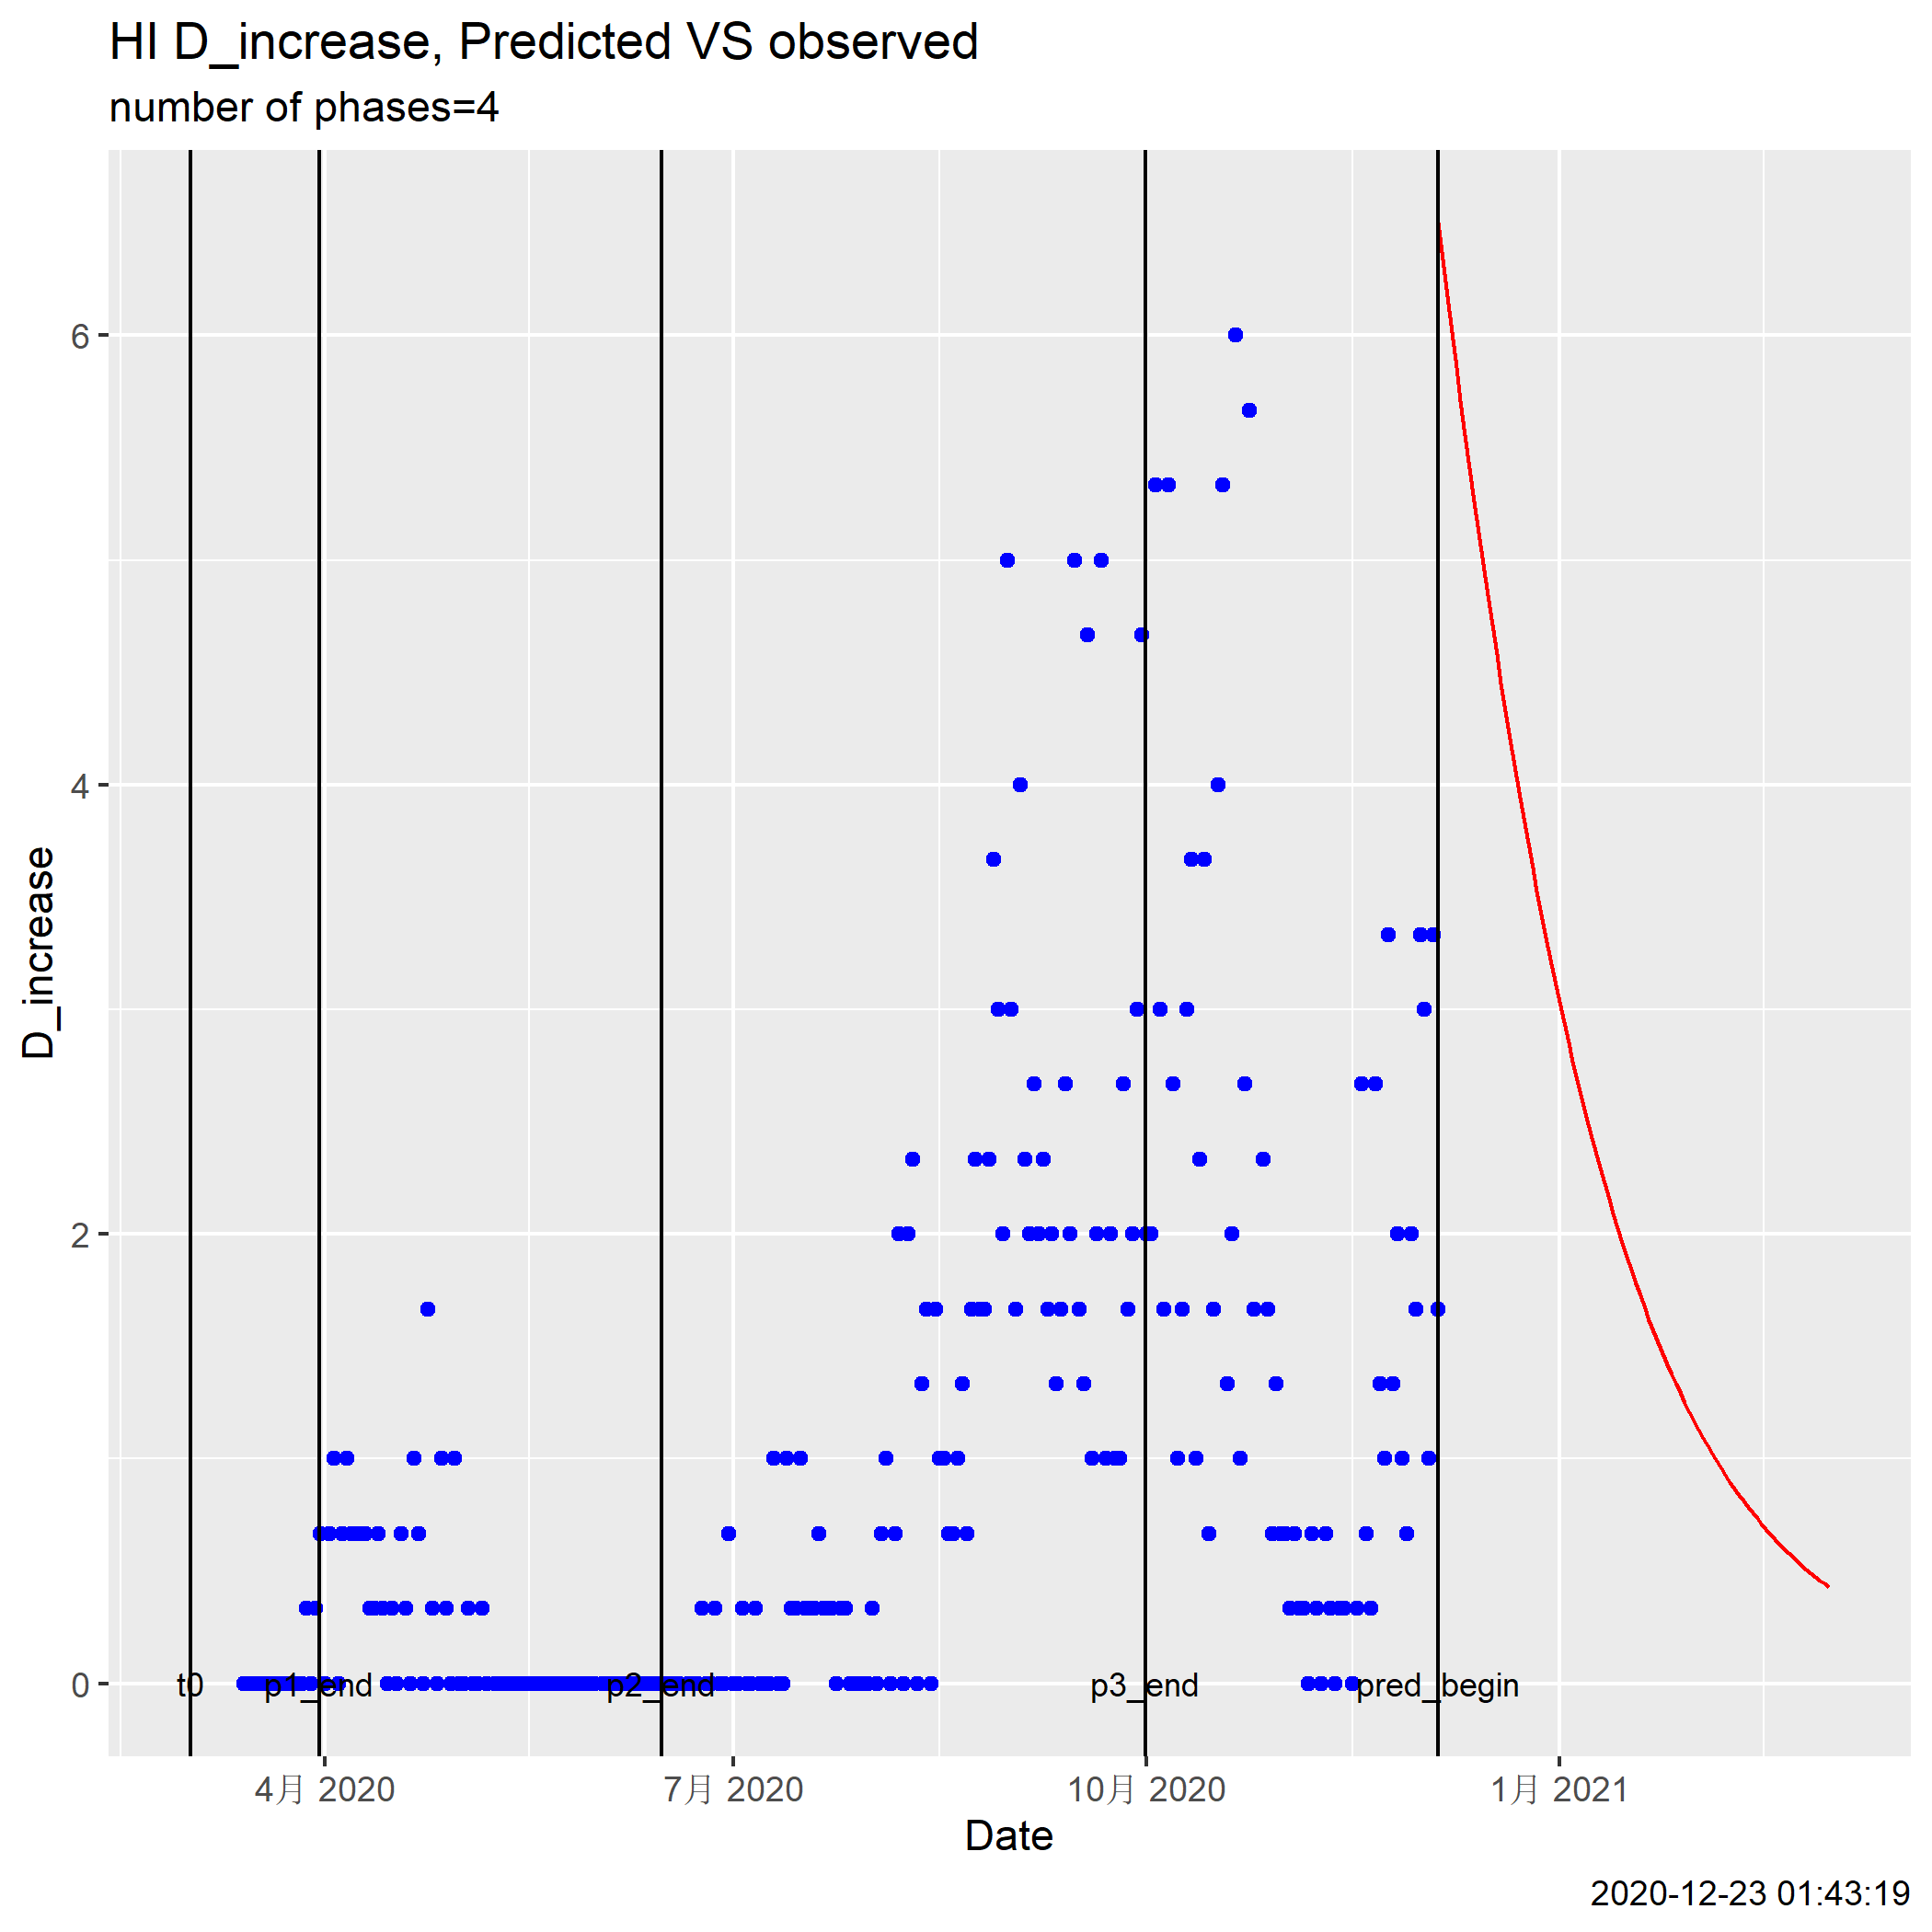 HI D_increase, Predicted VS observed
number of phases=4
D_increase
6
4
2
0
t0 p1_end p2_end p3_end pred_begin
4月 2020 7月 2020 10月 2020 1月 2021
Date
2020-12-23 01:43:19